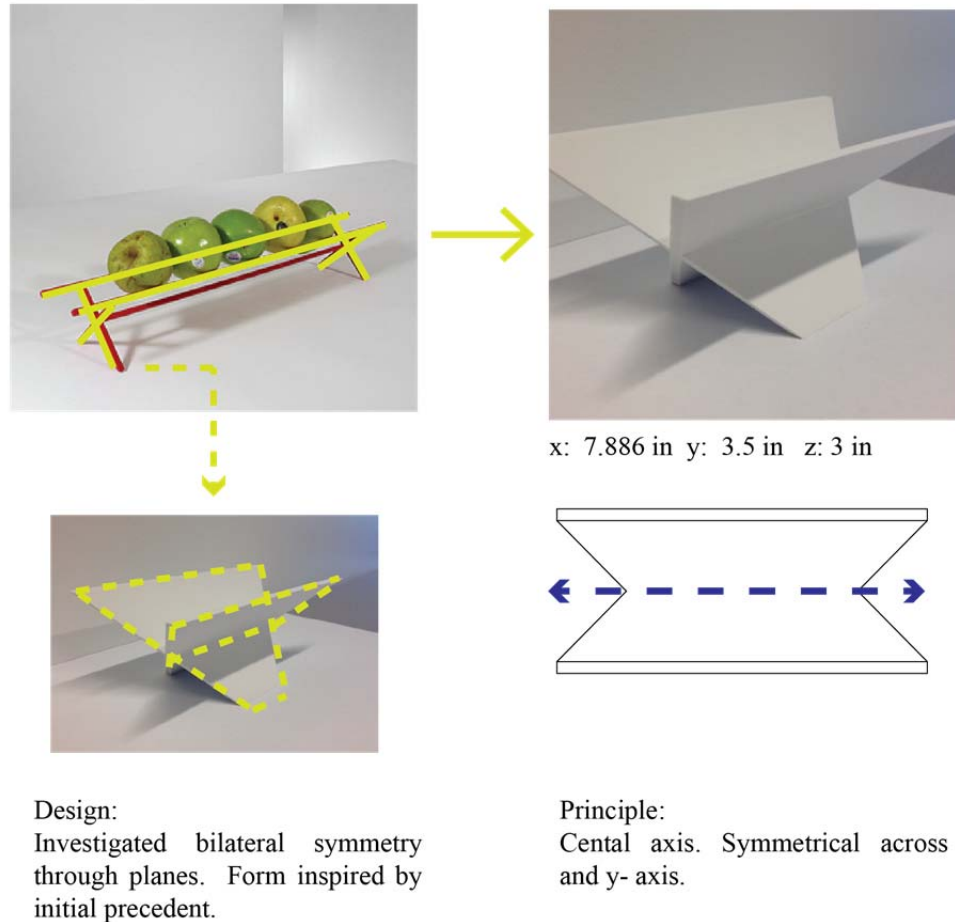 x: 7.886 in y: 3.5 in z: 3 in
Design:
Investigated bilateral symmetry
through planes. Form inspired by
initial precedent.
Principle:
Cental axis. Symmetrical across
and y- axis.